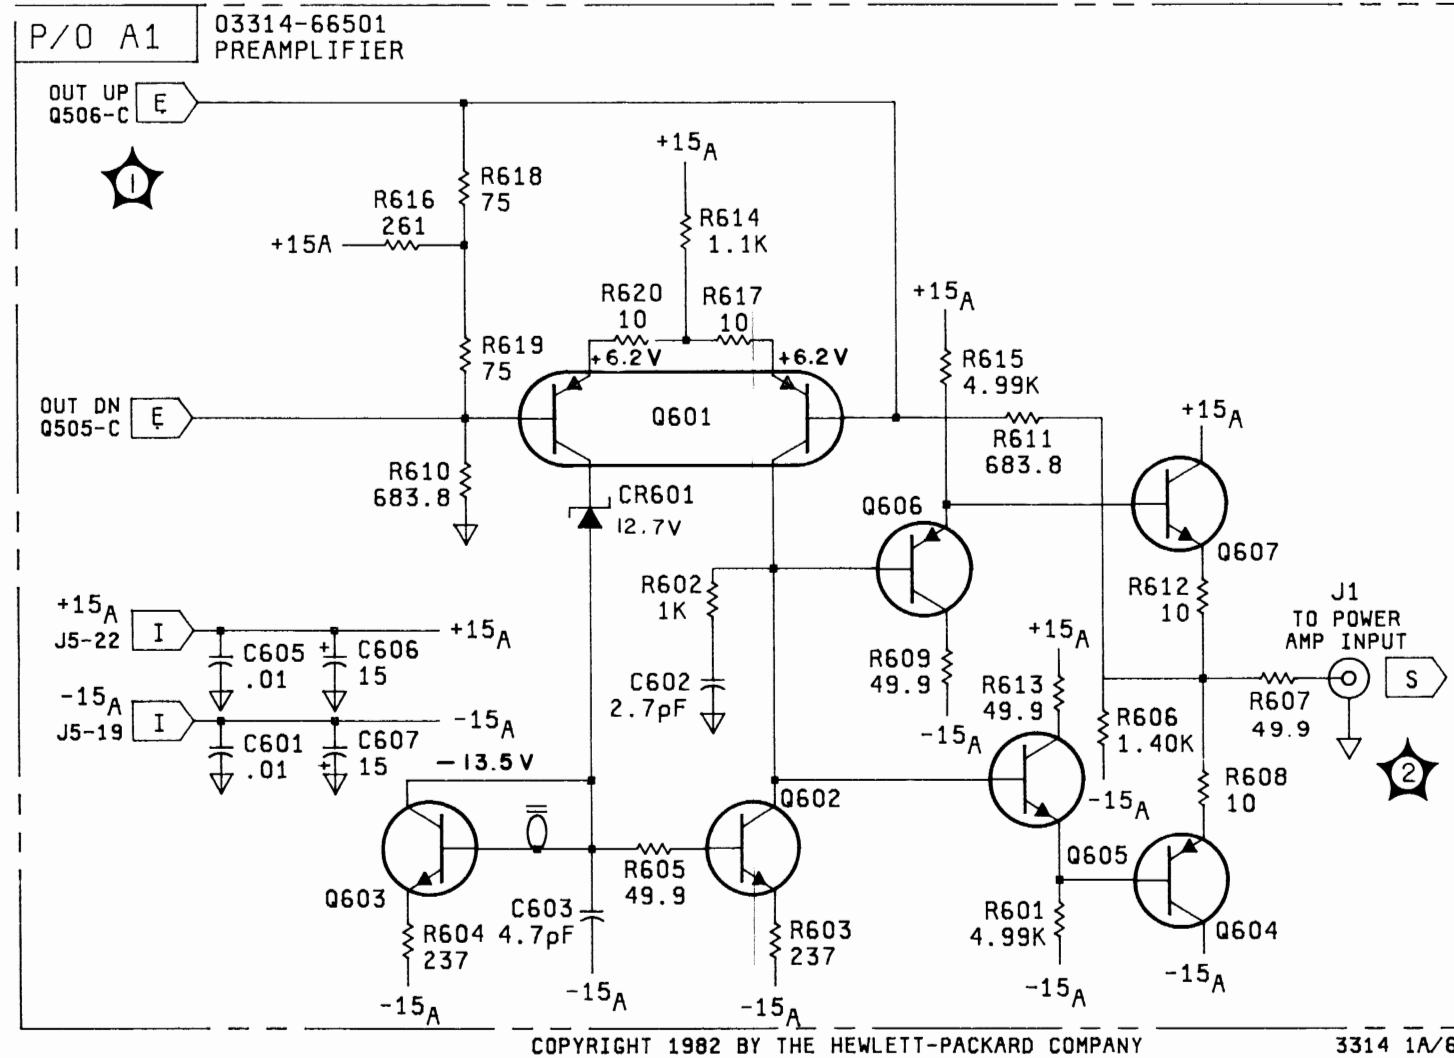 P/O A1
03314-66501
PREAMPLIFIER
OUT UP
Q506-C
E
1
+15A
R618
75
R616
261
+15A
R614
1.1K
R620
10
R617
10
+15A
R619
75
+6.2V
+6.2V
R615
4.99K
OUT DN
Q505-C
E
Q601
+15A
R611
683.8
R610
683.8
CR601
12.7V
Q606
Q607
+15A
J5-22
I
+15A
C605
.01
C606
15
R602
1K
R612
10
J1
TO POWER
AMP INPUT
S
R609
49.9
+15A
-15A
J5-19
I
-15A
C601
.01
C607
15
C602
2.7pF
-15A
R613
49.9
R606
1.40K
R607
49.9
2
-13.5V
Q602
-15A
R608
10
Q603
R605
49.9
Q605
R604
237
C603
4.7pF
R603
237
R601
4.99K
Q604
-15A
-15A
-15A
-15A
-15A
COPYRIGHT 1982 BY THE HEWLETT-PACKARD COMPANY
3314 1A/6